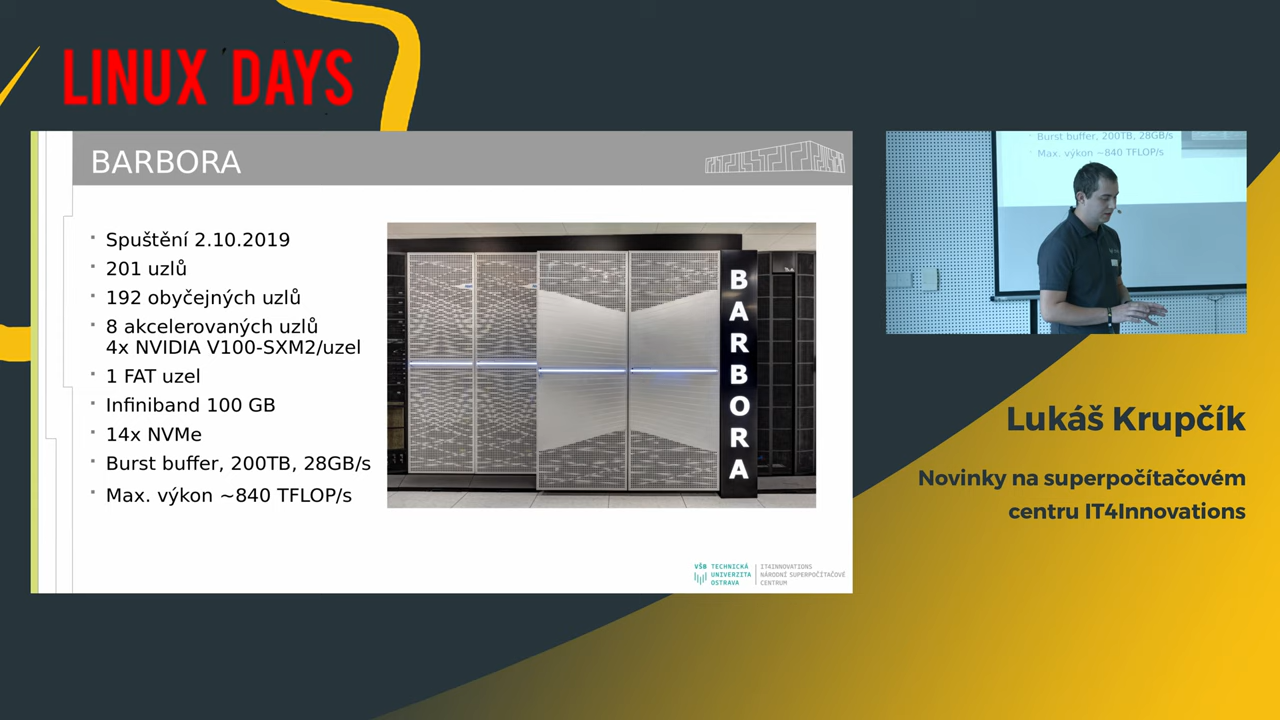 LINUX DAYS
BARBORA
Spuštění 2.10.2019
201 uzlů
192 obyčejných uzlů
8 akcelerovaných uzlů
4x NVIDIA V100-SXM2/uzel
1 FAT uzel
Infiniband 100 GB
14x NVMe
Burst buffer, 200TB, 28GB/s
Max. výkon ~840 TFLOP/s
BARBORA
VŠB TECHNICKÁ
UNIVERZITA
OSTRAVA
IT4INNOVATIONS
NÁRODNÍ SUPERPOČÍTAČOVÉ
CENTRUM
Burst buffer, 200TB, 28GB/s
Max. výkon ~840 TFLOP/s
Lukáš Krupčík
Novinky na superpočítačovém
centru IT4Innovations